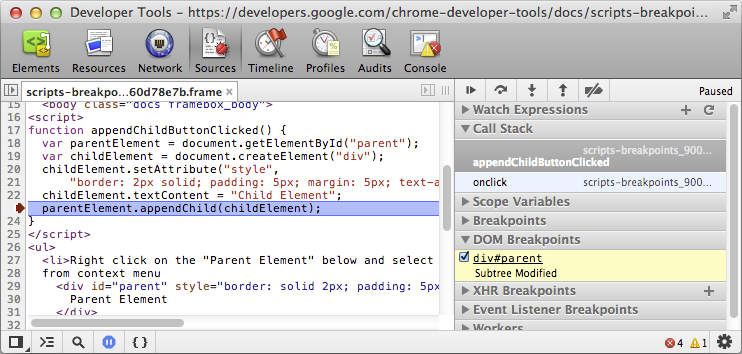 Developer Tools - https://developers.google.com/chrome-developer-tools/docs/scripts-breakpoi...
Elements Resources Network Sources Timeline Profiles Audits Console
scripts-breakpo...60d78e7b.frame ×
Paused
15 <body class="docs framebox_body">
16 <script>
17 function appendChildButtonClicked() {
18 var parentElement = document.getElementById("parent");
19 var childElement = document.createElement("div");
20 childElement.setAttribute("style",
21 "border: 2px solid; padding: 5px; margin: 5px; text-a
22 childElement.textContent = "Child Element";
parentElement.appendChild(childElement);
24 }
25 </script>
26 <ul>
27 <li>Right click on the "Parent Element" below and select
28 from context menu
29 <div id="parent" style="border: solid 2px; padding: 5px
30 Parent Element
31 </div>
32
Watch Expressions
Call Stack
scripts-breakpoints_900...
appendChildButtonClicked
onclick scripts-breakpoints_900...
Scope Variables
Breakpoints
DOM Breakpoints
div#parent
Subtree Modified
XHR Breakpoints
Event Listener Breakpoints
Workers
4 1